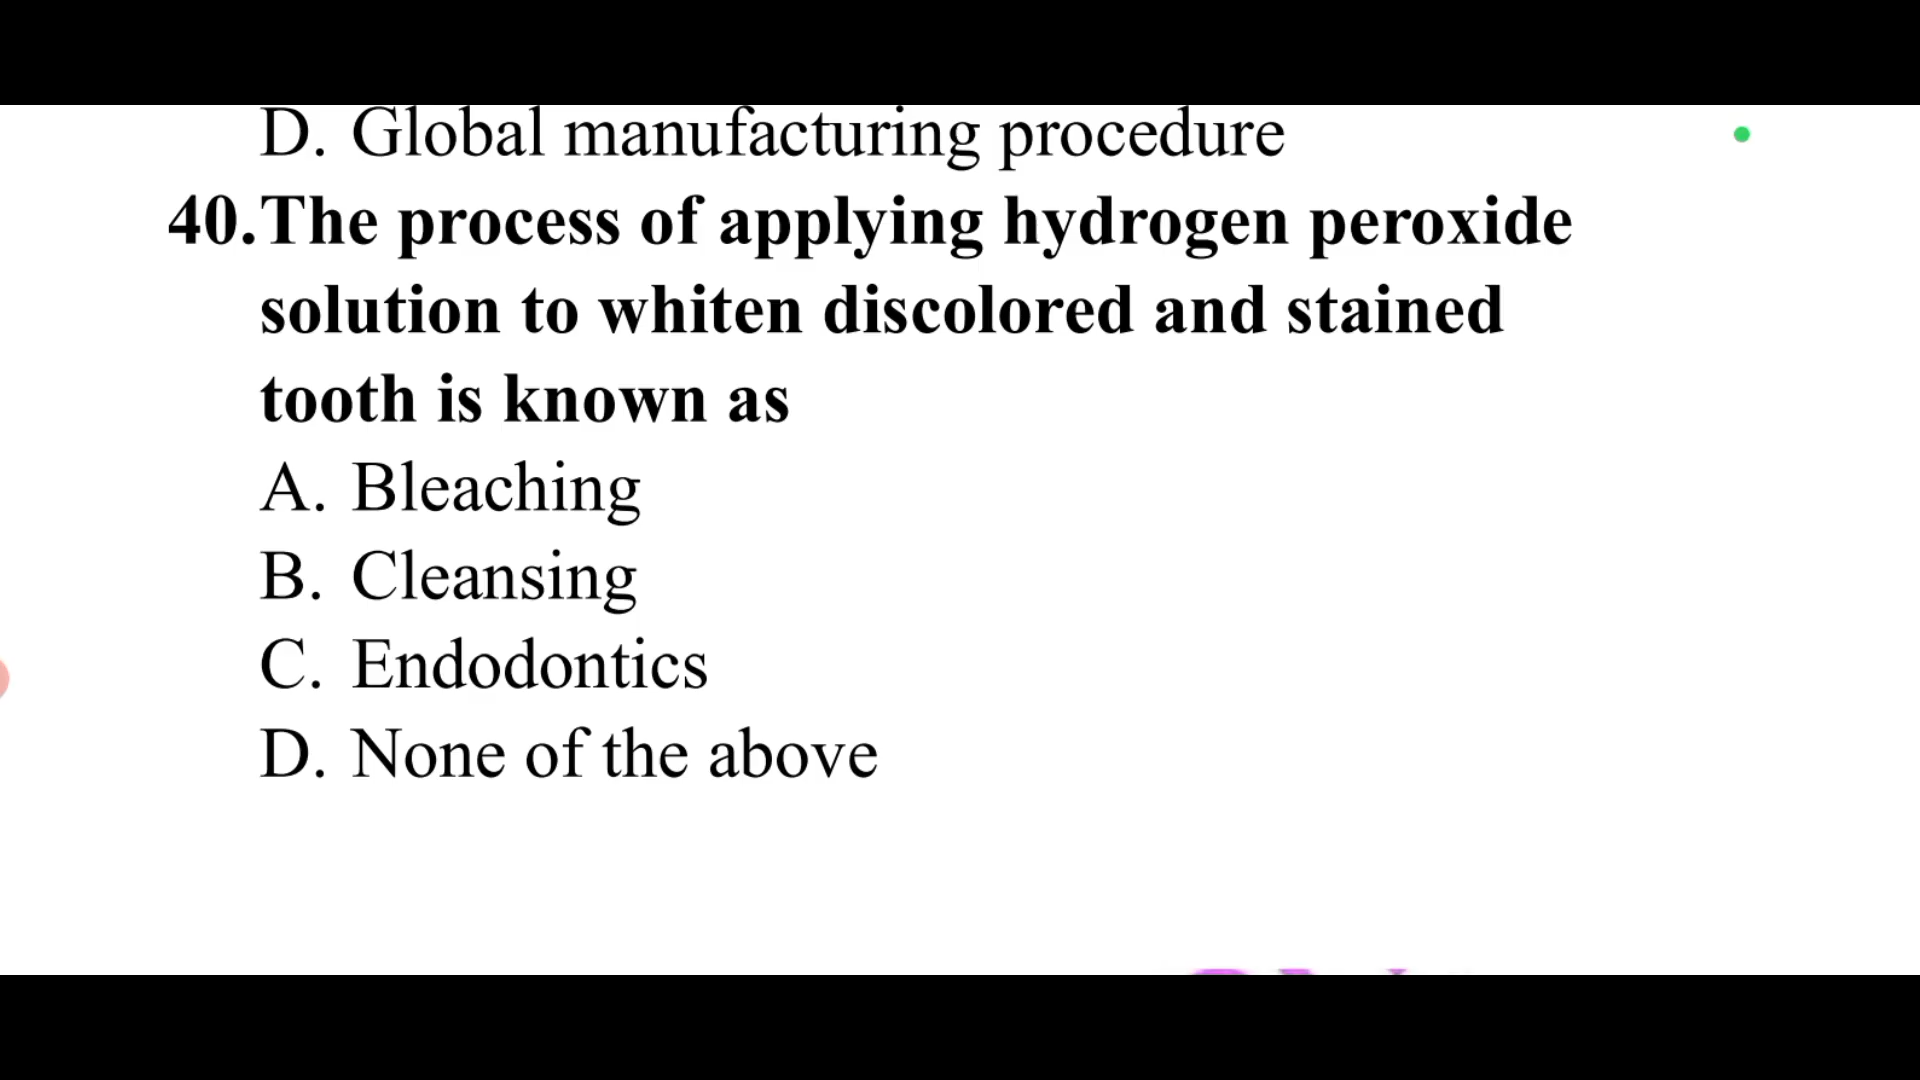 D. Global manufacturing procedure
40.The process of applying hydrogen peroxide
solution to whiten discolored and stained
tooth is known as
A. Bleaching
B. Cleansing
C. Endodontics
D. None of the above